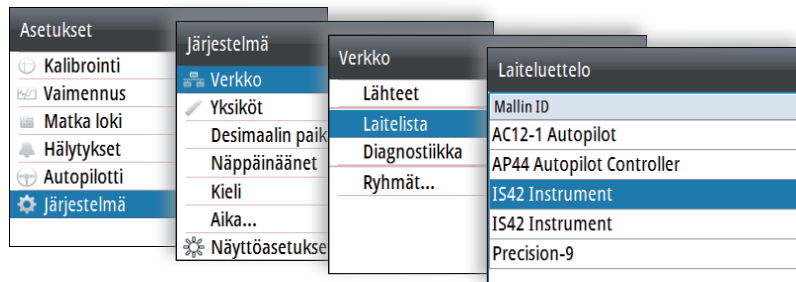 Asetukset
Kalibrointi
Vaimennus
Matka loki
Hälytykset
Autopilotti
Järjestelmä
Järjestelmä
Verkko
Yksiköt
Desimaalin paik
Näppäinäänet
Kieli
Aika...
Näyttöasetukse
Verkko
Lähteet
Laitelista
Diagnostiikka
Ryhmät...
Laiteluettelo
Mallin ID
AC12-1 Autopilot
AP44 Autopilot Controller
IS42 Instrument
IS42 Instrument
Precision-9